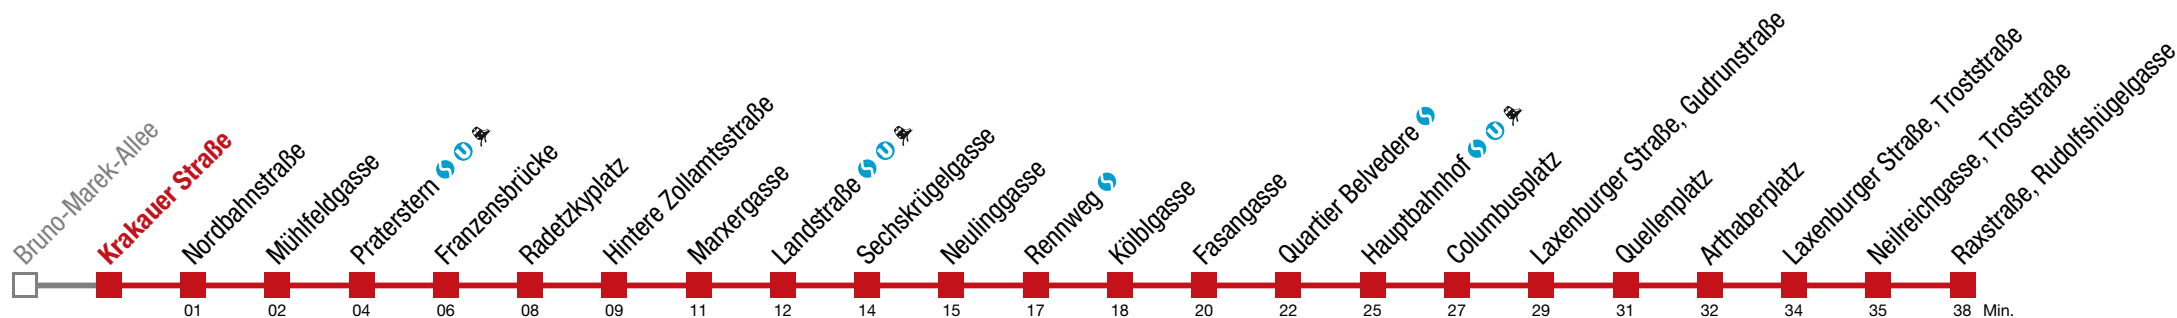 Bruno-Marek-Allee
Krakauer Straße
Nordbahnstraße
Mühlfeldgasse
Praterstern S U
Franzensbrücke
Radetzkyplatz
Hintere Zollamtsstraße
Marxergasse
Landstraße S U
Sechskrügelgasse
Neulinggasse
Rennweg S
Kölblgasse
Fasangasse
Quartier Belvedere S
Hauptbahnhof S U
Columbusplatz
Laxenburger Straße, Gudrunstraße
Quellenplatz
Arthaberplatz
Laxenburger Straße, Troststraße
Neilreichgasse, Troststraße
Raxstraße, Rudolfshügelgasse
01 02 04 06 08 09 11 12 14 15 17 18 20 22 25 27 29 31 32 34 35 38 Min.